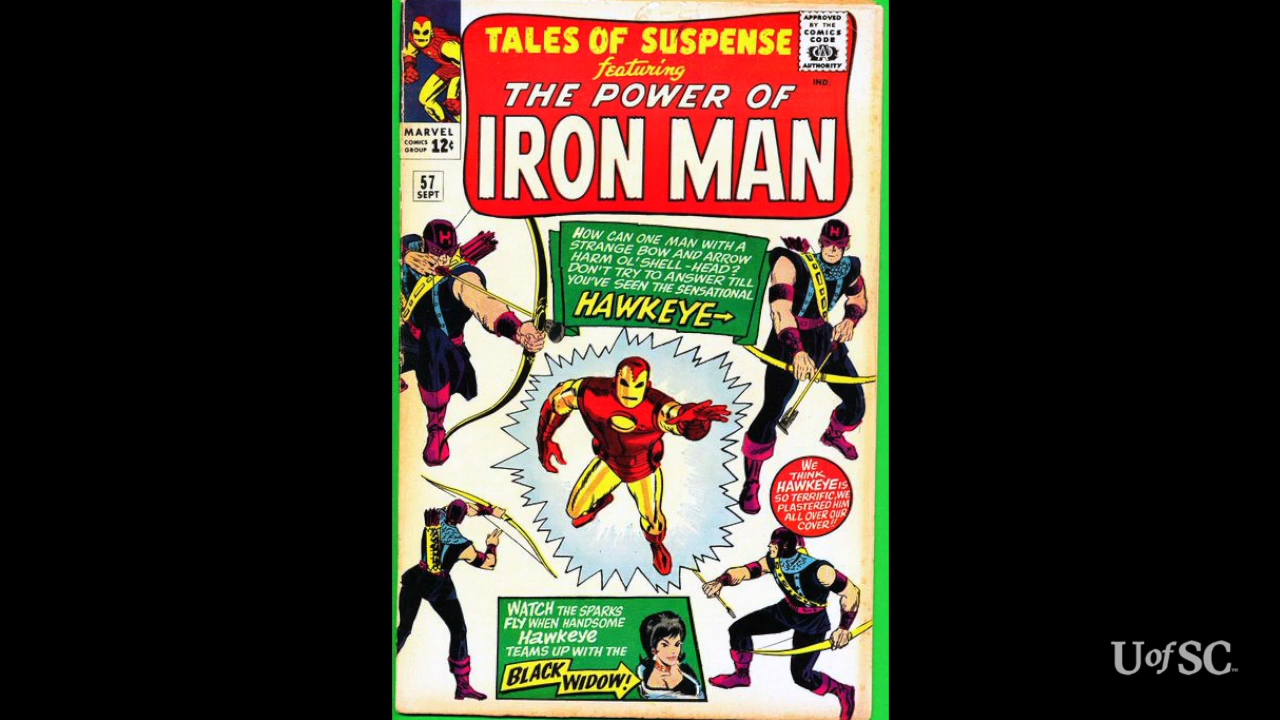 TALES OF SUSPENSE
featuring
THE POWER OF
IRON MAN
APPROVED
BY THE
COMICS
CODE
CA
AUTHORITY
IND.
MARVEL
COMICS
GROUP 12¢
57
SEPT
HOW CAN ONE MAN WITH A
STRANGE BOW AND ARROW
HARM OL' SHELL-HEAD?
DON'T TRY TO ANSWER TILL
YOU'VE SEEN THE SENSATIONAL
HAWKEYE→
H
H
WE
THINK
HAWKEYE IS
SO TERRIFIC, WE
PLASTERED HIM
ALL OVER OUR
COVER!!
WATCH THE SPARKS
FLY WHEN HANDSOME
Hawkeye
TEAMS UP WITH THE
BLACK WIDOW!
UofSC